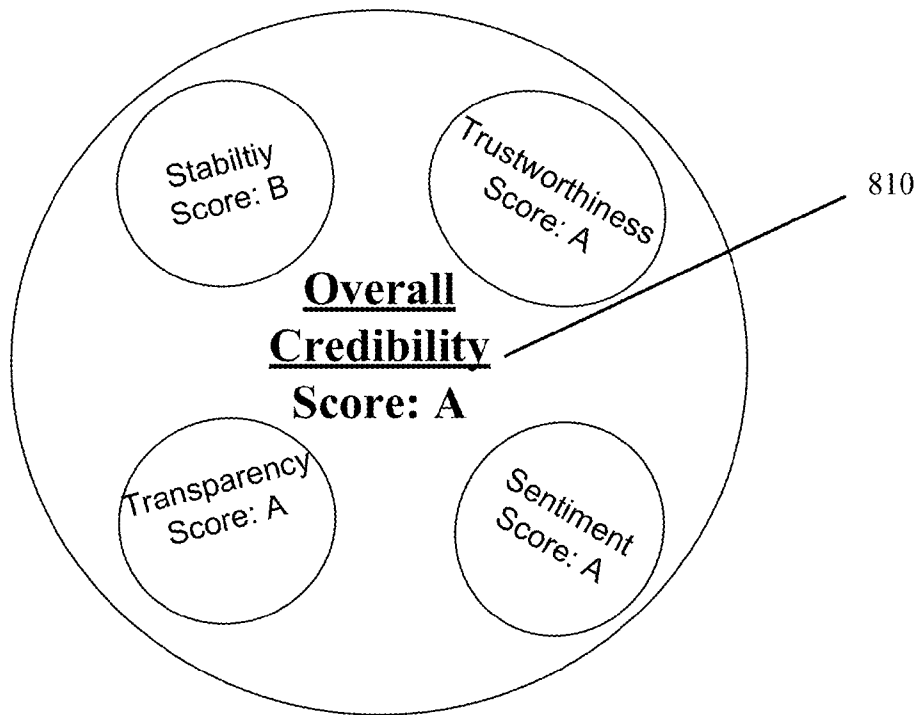 Stabiltiy
Score: B
Trustworthiness
Score: A
810
Overall
Credibility
Score: A
Transparency
Score: A
Sentiment
Score: A